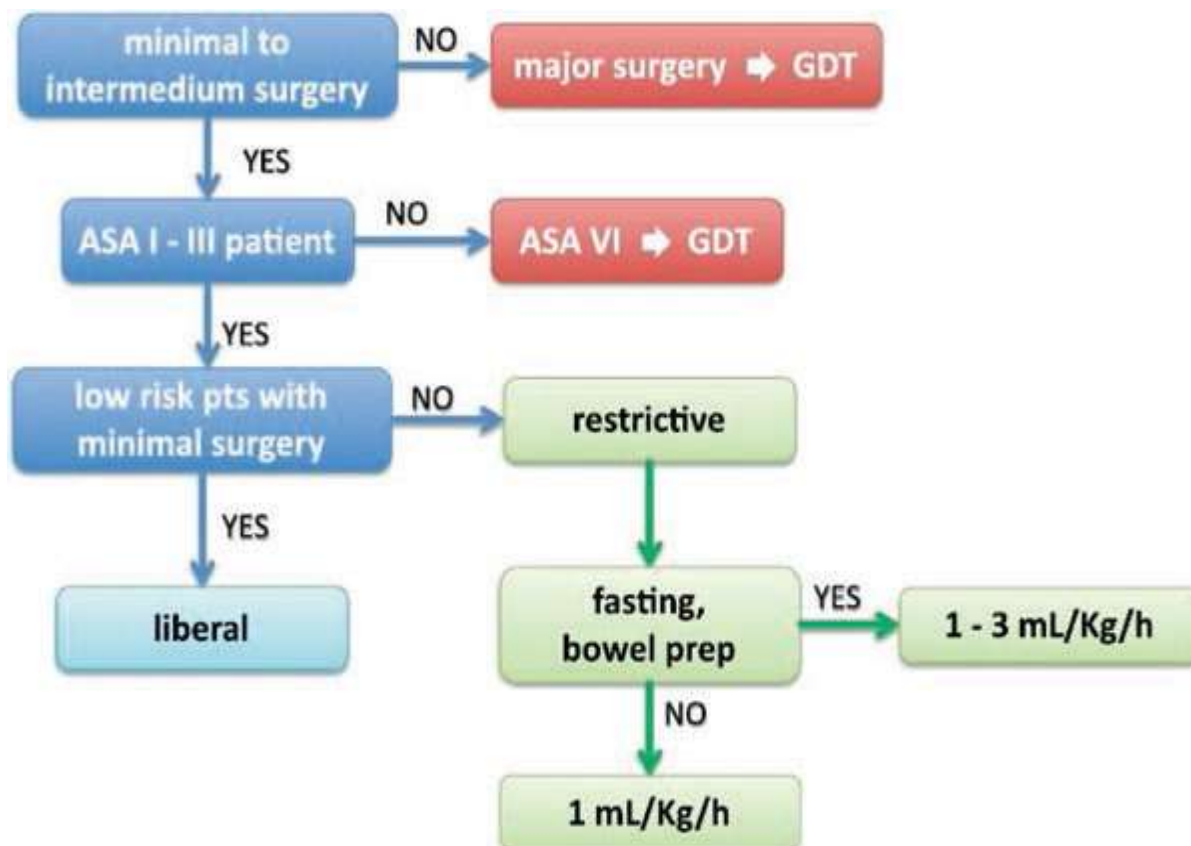 minimal to
intermedium surgery
NO
major surgery ➡ GDT
YES
ASA I - III patient
NO
ASA VI ➡ GDT
YES
low risk pts with
minimal surgery
NO
restrictive
YES
liberal
fasting,
bowel prep
YES
1 - 3 mL/Kg/h
NO
1 mL/Kg/h